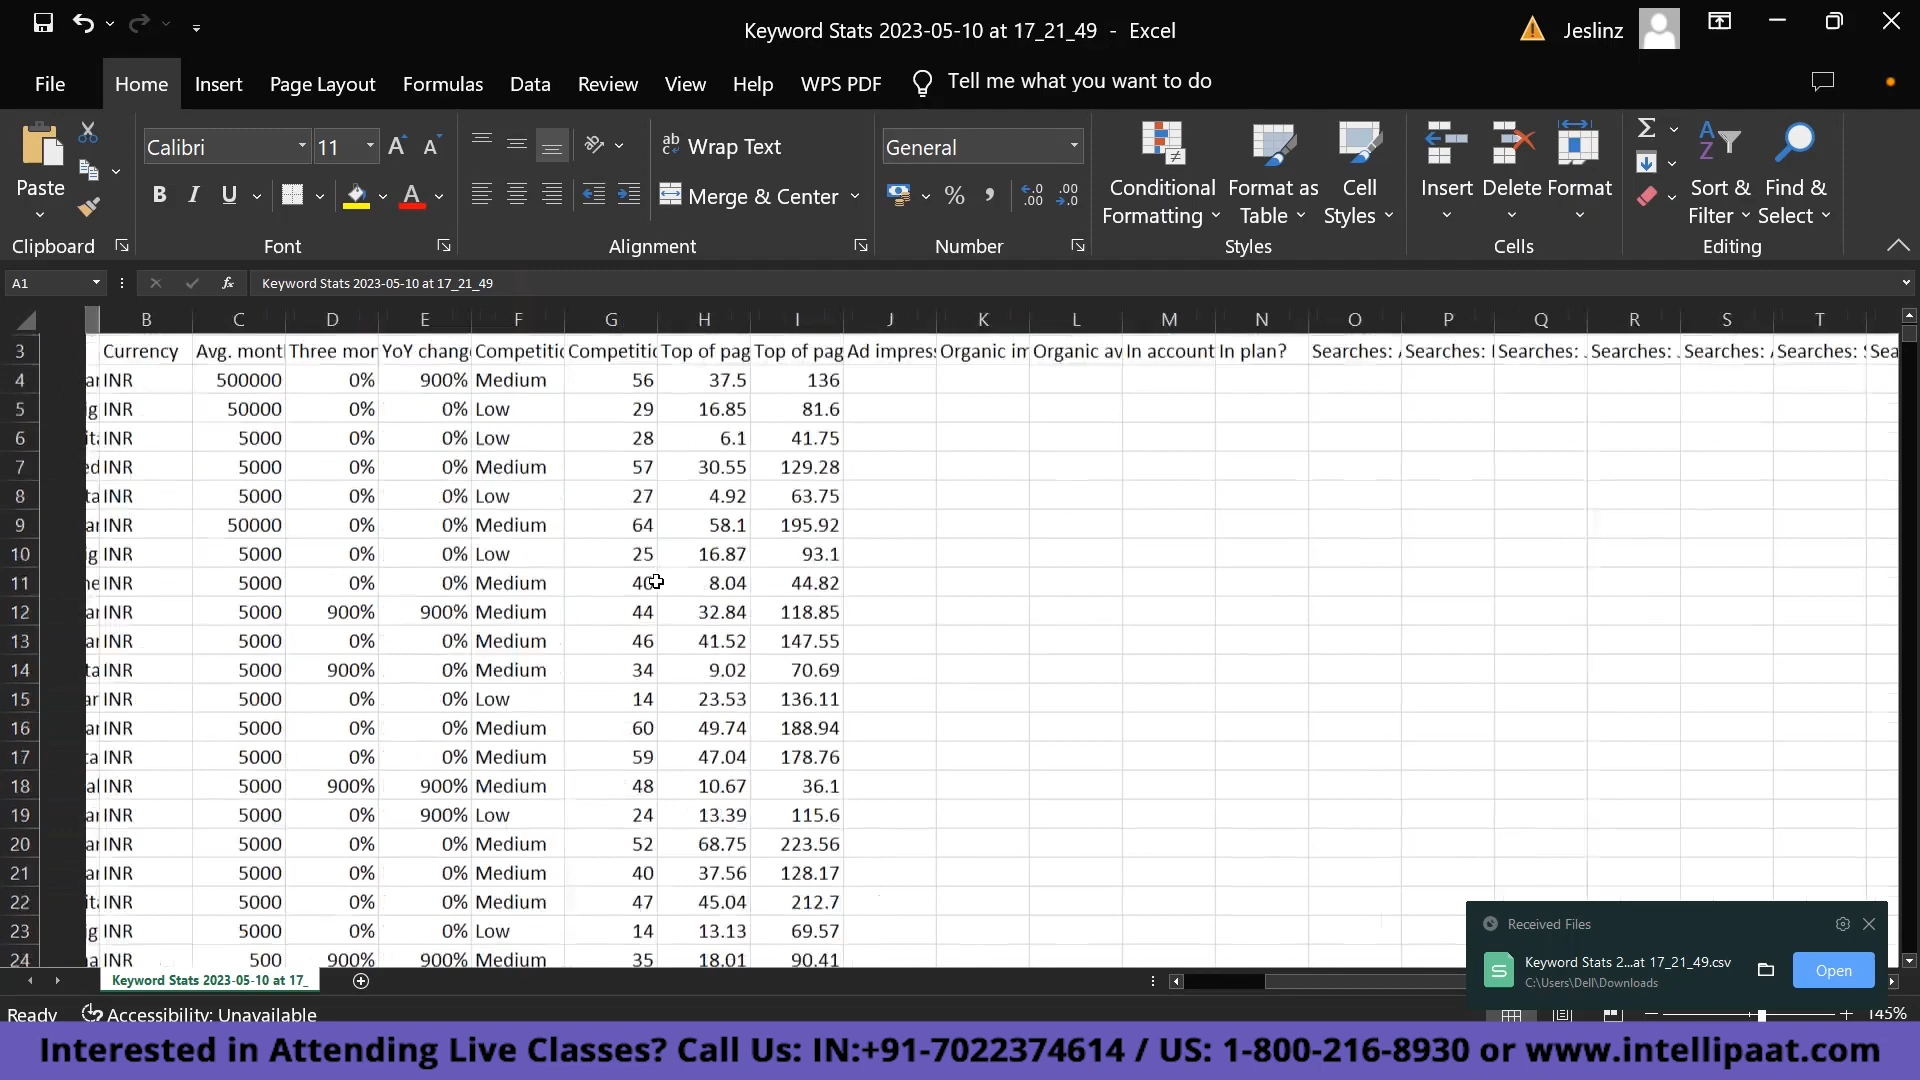 Keyword Stats 2023-05-10 at 17_21_49 - Excel
Jeslinz
File Home Insert Page Layout Formulas Data Review View Help WPS PDF Tell me what you want to do
Paste
Calibri 11
Wrap Text
Merge & Center
General
Conditional Formatting
Format as Table
Cell Styles
Insert Delete Format
Sort & Filter
Find & Select
Clipboard Font Alignment Number Styles Cells Editing
A1 fx Keyword Stats 2023-05-10 at 17_21_49
B C D E F G H I J K L M N O P Q R S T
3 Currency Avg. mont Three mor YoY chang Competitic Competitic Top of pag Top of pag Ad impres Organic im Organic av In account In plan? Searches: Searches: Searches: Searches: Searches: Searches: Sea
4 INR 500000 0% 900% Medium 56 37.5 136
5 INR 50000 0% 0% Low 29 16.85 81.6
6 INR 5000 0% 0% Low 28 6.1 41.75
7 INR 5000 0% 0% Medium 57 30.55 129.28
8 INR 5000 0% 0% Low 27 4.92 63.75
9 INR 50000 0% 0% Medium 64 58.1 195.92
10 INR 5000 0% 0% Low 25 16.87 93.1
11 INR 5000 0% 0% Medium 40 8.04 44.82
12 INR 5000 900% 900% Medium 44 32.84 118.85
13 INR 5000 0% 0% Medium 46 41.52 147.55
14 INR 5000 900% 0% Medium 34 9.02 70.69
15 INR 5000 0% 0% Low 14 23.53 136.11
16 INR 5000 0% 0% Medium 60 49.74 188.94
17 INR 5000 0% 0% Medium 59 47.04 178.76
18 INR 5000 900% 900% Medium 48 10.67 36.1
19 INR 5000 0% 900% Low 24 13.39 115.6
20 INR 5000 0% 0% Medium 52 68.75 223.56
21 INR 5000 0% 0% Medium 40 37.56 128.17
22 INR 5000 0% 0% Medium 47 45.04 212.7
23 INR 5000 0% 0% Low 14 13.13 69.57
24 INR 500 900% 900% Medium 35 18.01 90.41
Received Files
Keyword Stats 2...at 17_21_49.csv
C:\Users\Dell\Downloads
Open
Keyword Stats 2023-05-10 at 17_
Ready Accessibility: Unavailable
145%
Interested in Attending Live Classes? Call Us: IN:+91-7022374614 / US: 1-800-216-8930 or www.intellipaat.com